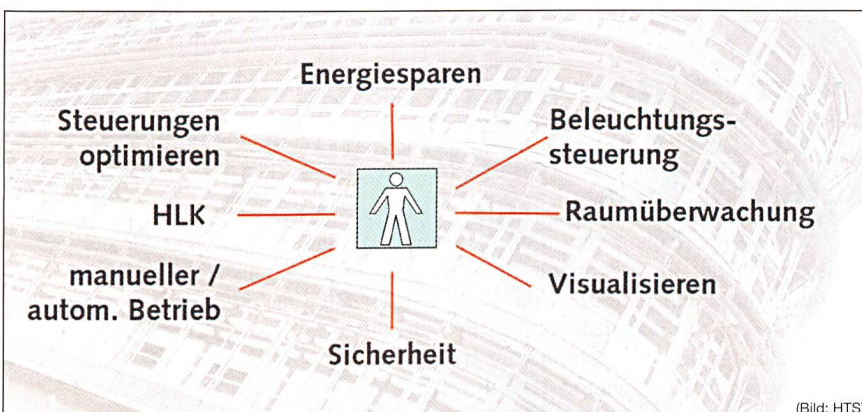 Energiesparen
Steuerungen
optimieren
Beleuchtungs-
steuerung
HLK
Raumüberwachung
manueller /
autom. Betrieb
Visualisieren
Sicherheit
(Bild: HTS)